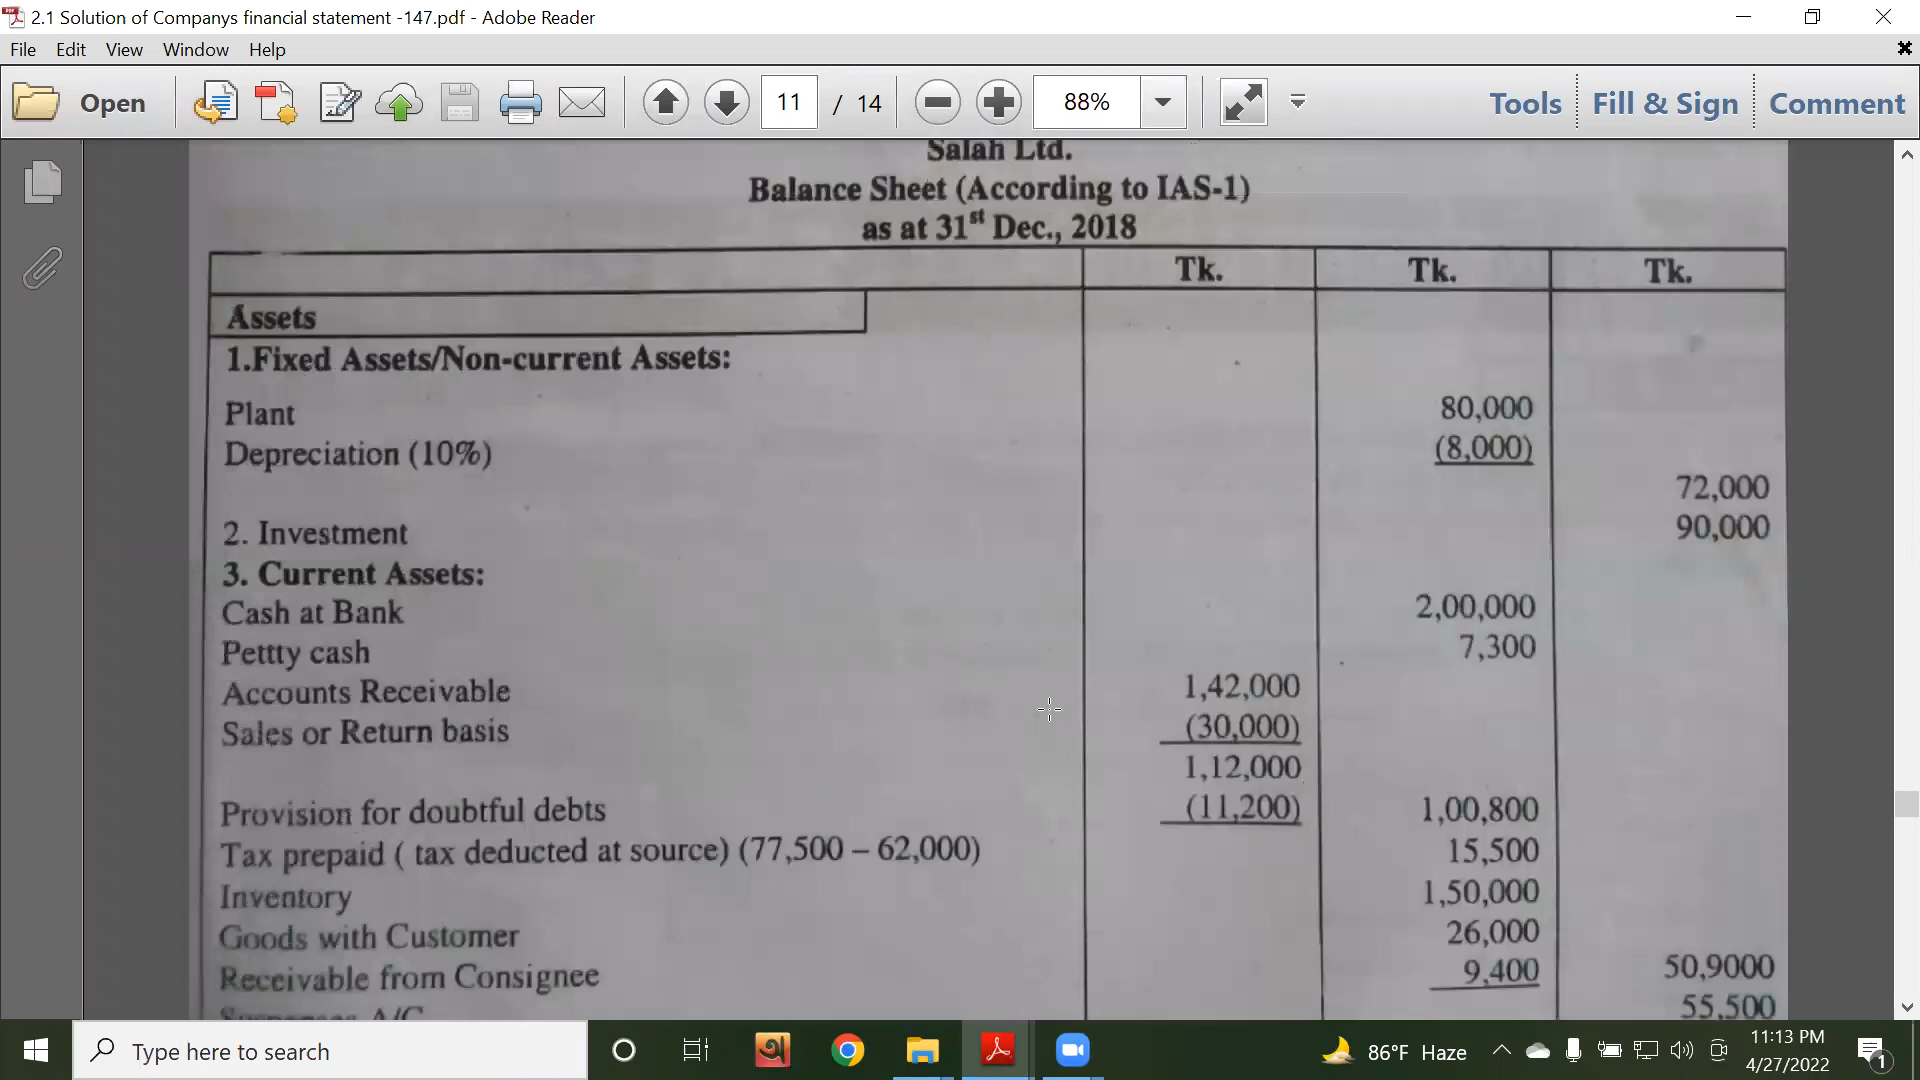 2.1 Solution of Companys financial statement -147.pdf - Adobe Reader
File Edit View Window Help
Open 11 / 14 88% Tools Fill & Sign Comment
Salah Ltd.
Balance Sheet (According to IAS-1)
as at 31st Dec., 2018
Tk. Tk. Tk.
Assets
1.Fixed Assets/Non-current Assets:
Plant 80,000
Depreciation (10%) (8,000)
72,000
2. Investment 90,000
3. Current Assets:
Cash at Bank 2,00,000
Pettty cash 7,300
Accounts Receivable 1,42,000
Sales or Return basis (30,000)
1,12,000
Provision for doubtful debts (11,200) 1,00,800
Tax prepaid ( tax deducted at source) (77,500 – 62,000) 15,500
Inventory 1,50,000
Goods with Customer 26,000
Receivable from Consignee 9,400 50,9000
A/C 55,500
Type here to search
86°F Haze
11:13 PM
4/27/2022
1